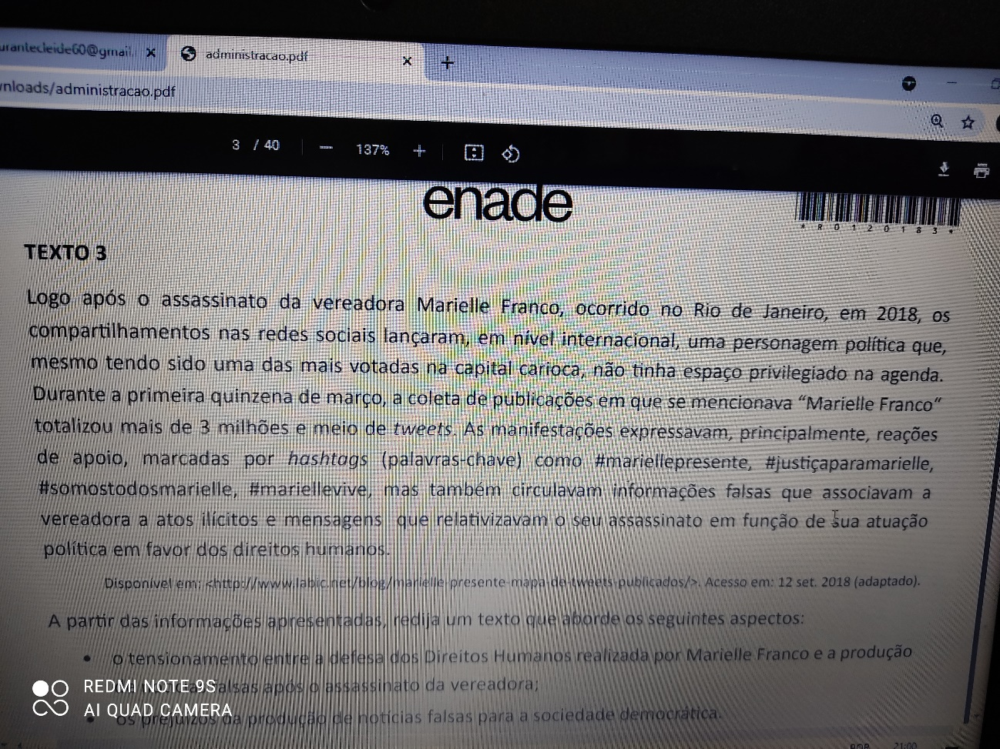 urantecleide60@gmail. × administracao.pdf × +
nloads/administracao.pdf
3 / 40 — 137% +
enade
* R 0 1 2 0 1 8 3 *
TEXTO 3
Logo após o assassinato da vereadora Marielle Franco, ocorrido no Rio de Janeiro, em 2018, os
compartilhamentos nas redes sociais lançaram, em nível internacional, uma personagem política que,
mesmo tendo sido uma das mais votadas na capital carioca, não tinha espaço privilegiado na agenda.
Durante a primeira quinzena de março, a coleta de publicações em que se mencionava “Marielle Franco“
totalizou mais de 3 milhões e meio de tweets. As manifestações expressavam, principalmente, reações
de apoio, marcadas por hashtags (palavras-chave) como #mariellepresente, #justiçaparamarielle,
#somostodosmarielle, #mariellevive, mas também circulavam informações falsas que associavam a
vereadora a atos ilícitos e mensagens que relativizavam o seu assassinato em função de sua atuação
política em favor dos direitos humanos.
Disponível em: <http://www.labic.net/blog/marielle-presente-mapa-de-tweets-publicados/>. Acesso em: 12 set. 2018 (adaptado).
A partir das informações apresentadas, redija um texto que aborde os seguintes aspectos:
• o tensionamento entre a defesa dos Direitos Humanos realizada por Marielle Franco e a produção
falsas após o assassinato da vereadora;
• os prejuízos da produção de notícias falsas para a sociedade democrática.
REDMI NOTE 9S
AI QUAD CAMERA
POR 21:00